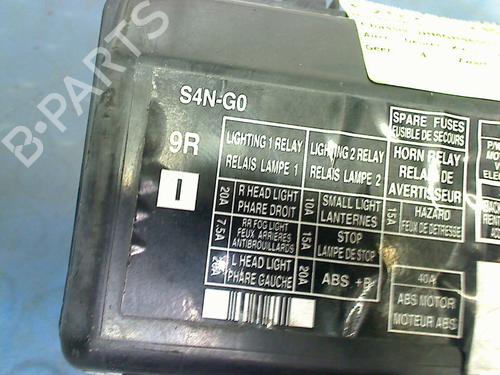 S4N-G0
9R
I
LIGHTING 1 RELAY
RELAIS LAMPE 1
LIGHTING 2 RELAY
RELAIS LAMPE 2
SPARE FUSES
FUSIBLE DE SECOURS
HORN RELAY
RELAIS DE
AVERTISSEUR
20A
R HEAD LIGHT
PHARE DROIT
10A
SMALL LIGHT
LANTERNES
15A
HAZARD
FEUX DE DETRESSE
7.5A
RR FOG LIGHT
FEUX ARRIÈRES
ANTIBROUILLARDS
15A
STOP
LAMPE DE STOP
20A
L HEAD LIGHT
PHARE GAUCHE
20A
ABS +B
40A
ABS MOTOR
MOTEUR ABS
B-PARTS